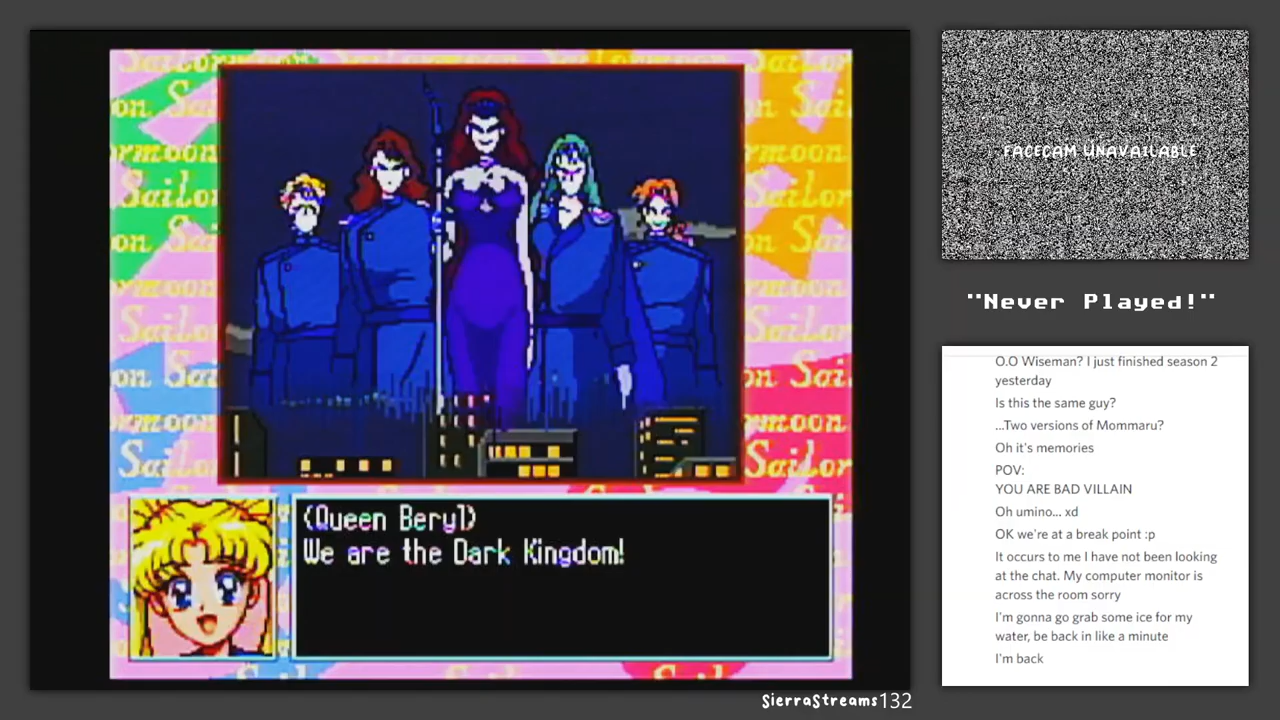 Sailormoon
FACECAM UNAVAILABLE
"Never Played!"
O.O Wiseman? I just finished season 2
yesterday
Is this the same guy?
...Two versions of Mommaru?
Oh it's memories
POV:
YOU ARE BAD VILLAIN
Oh umino... xd
OK we're at a break point :p
It occurs to me I have not been looking
at the chat. My computer monitor is
across the room sorry
I'm gonna go grab some ice for my
water, be back in like a minute
I'm back
(Queen Beryl)
We are the Dark Kingdom!
SierraStreams132